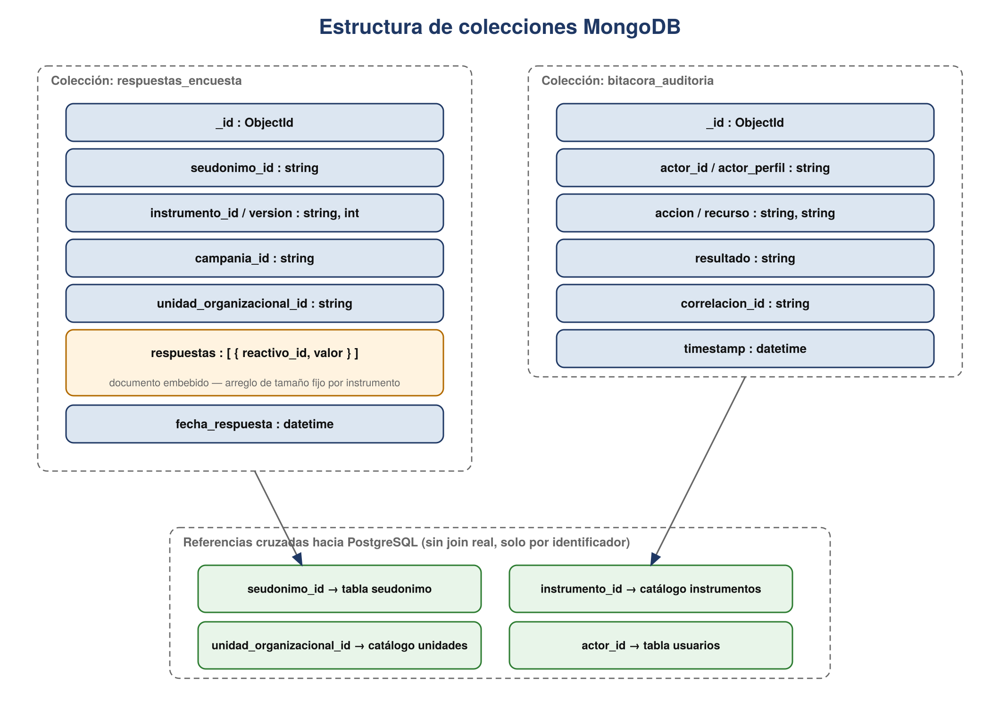 Estructura de colecciones MongoDB
Colección: respuestas_encuesta
_id : ObjectId
seudonimo_id : string
instrumento_id / version : string, int
campania_id : string
unidad_organizacional_id : string
respuestas : [ { reactivo_id, valor } ]
documento embebido — arreglo de tamaño fijo por instrumento
fecha_respuesta : datetime
Colección: bitacora_auditoria
_id : ObjectId
actor_id / actor_perfil : string
accion / recurso : string, string
resultado : string
correlacion_id : string
timestamp : datetime
Referencias cruzadas hacia PostgreSQL (sin join real, solo por identificador)
seudonimo_id → tabla seudonimo
instrumento_id → catálogo instrumentos
unidad_organizacional_id → catálogo unidades
actor_id → tabla usuarios